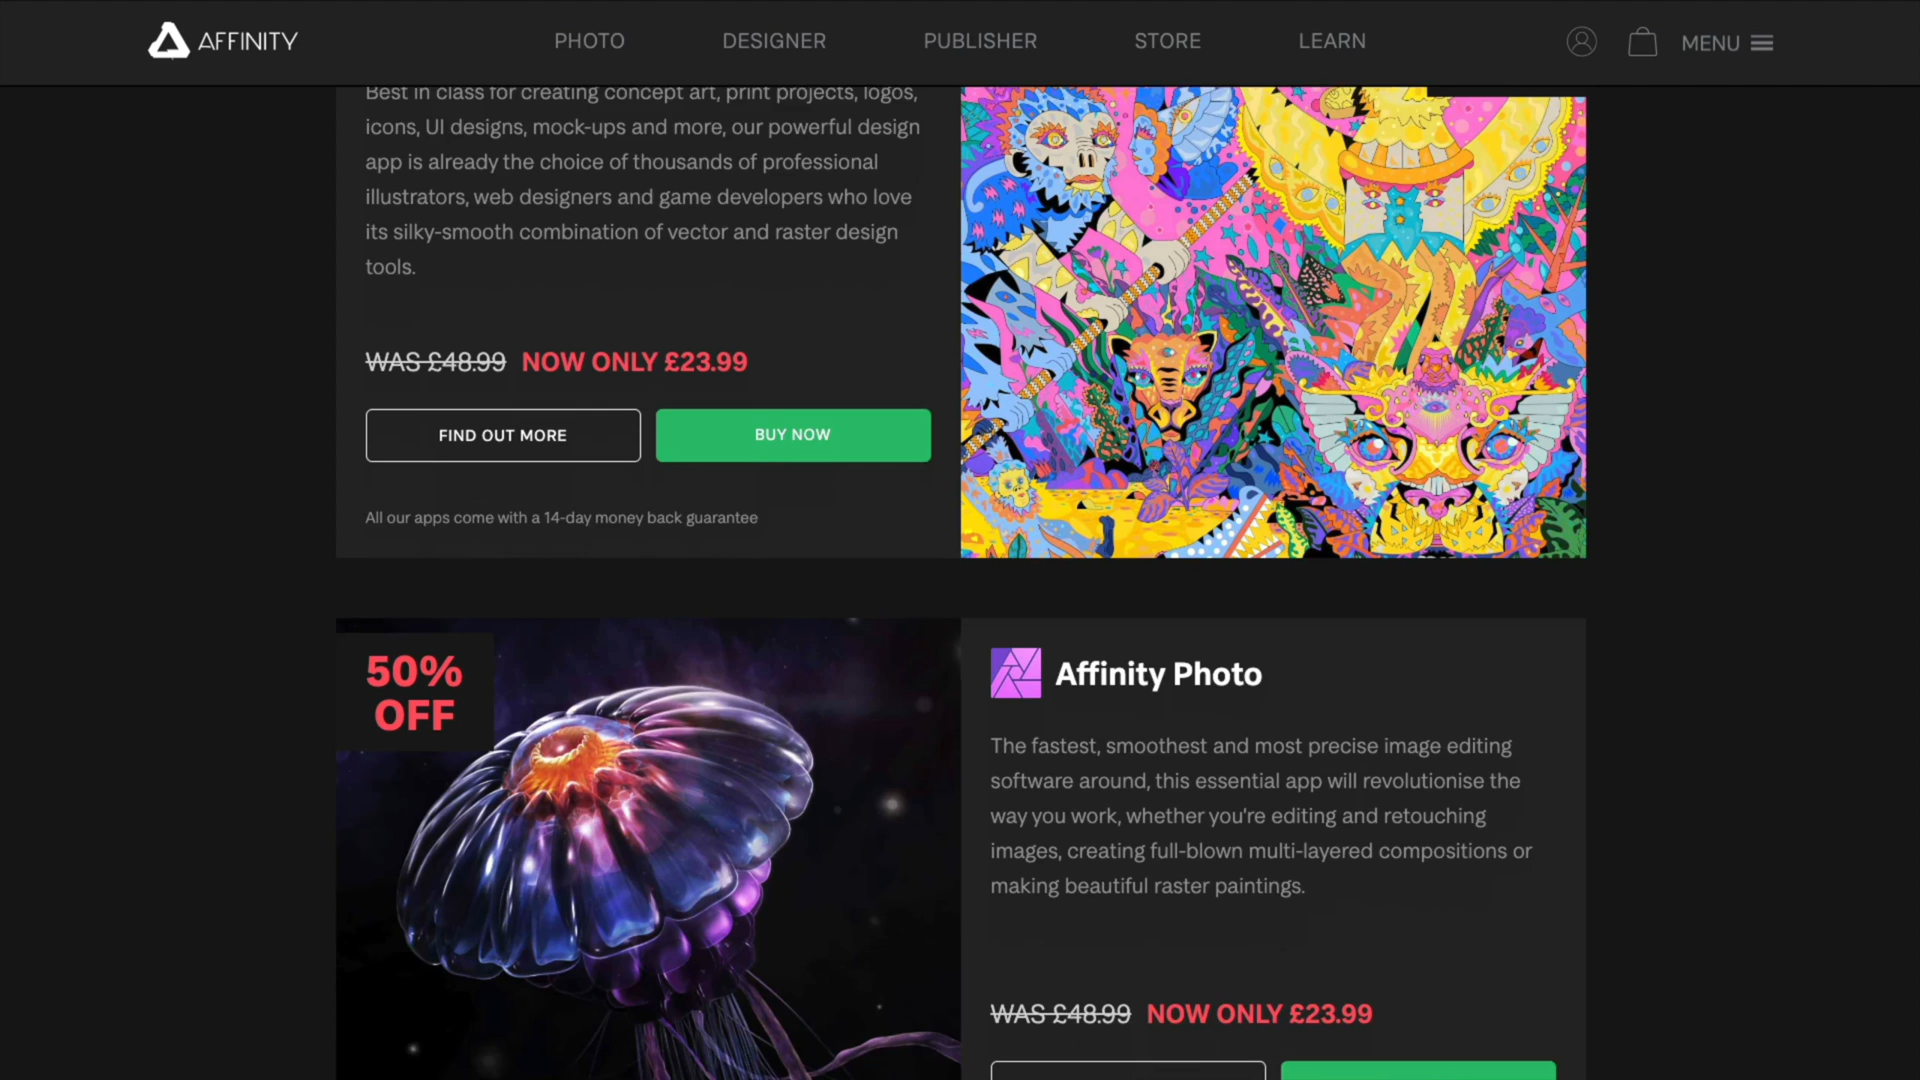 AFFINITY
PHOTO
DESIGNER
PUBLISHER
STORE
LEARN
MENU
Best in class for creating concept art, print projects, logos,
icons, UI designs, mock-ups and more, our powerful design
app is already the choice of thousands of professional
illustrators, web designers and game developers who love
its silky-smooth combination of vector and raster design
tools.
WAS £48.99 NOW ONLY £23.99
FIND OUT MORE
BUY NOW
All our apps come with a 14-day money back guarantee
50%
OFF
Affinity Photo
The fastest, smoothest and most precise image editing
software around, this essential app will revolutionise the
way you work, whether you're editing and retouching
images, creating full-blown multi-layered compositions or
making beautiful raster paintings.
WAS £48.99 NOW ONLY £23.99